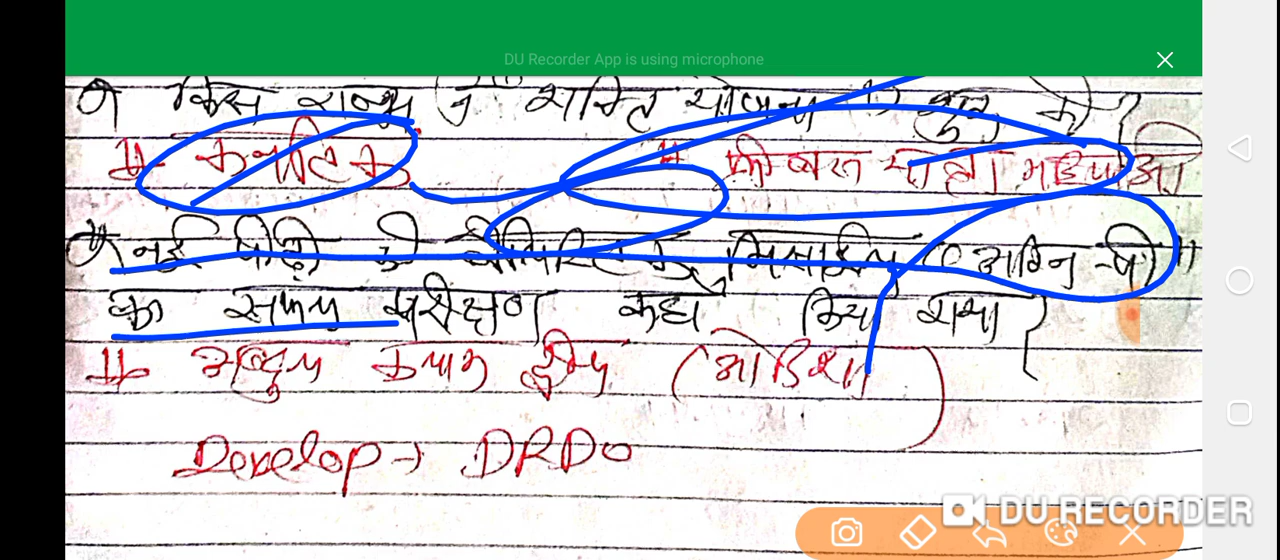 DU Recorder App is using microphone
किस राज्य ने शक्ति योजना शुरू की?
# कर्नाटक # फ्री बस महिलाओं
नई पीढ़ी की बैलिस्टिक मिसाइल "अग्नि-पी"
का सफल परीक्षण कहाँ किया गया?
# अब्दुल कलाम द्वीप (ओडिशा)
Develop → DRDO
DU RECORDER